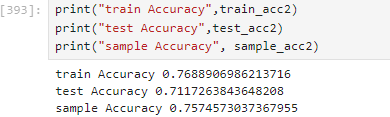 [393]: print("train Accuracy",train_acc2)
print("test Accuracy",test_acc2)
print("sample Accuracy", sample_acc2)
train Accuracy 0.7688906986213716
test Accuracy 0.7117263843648208
sample Accuracy 0.7574573037367955